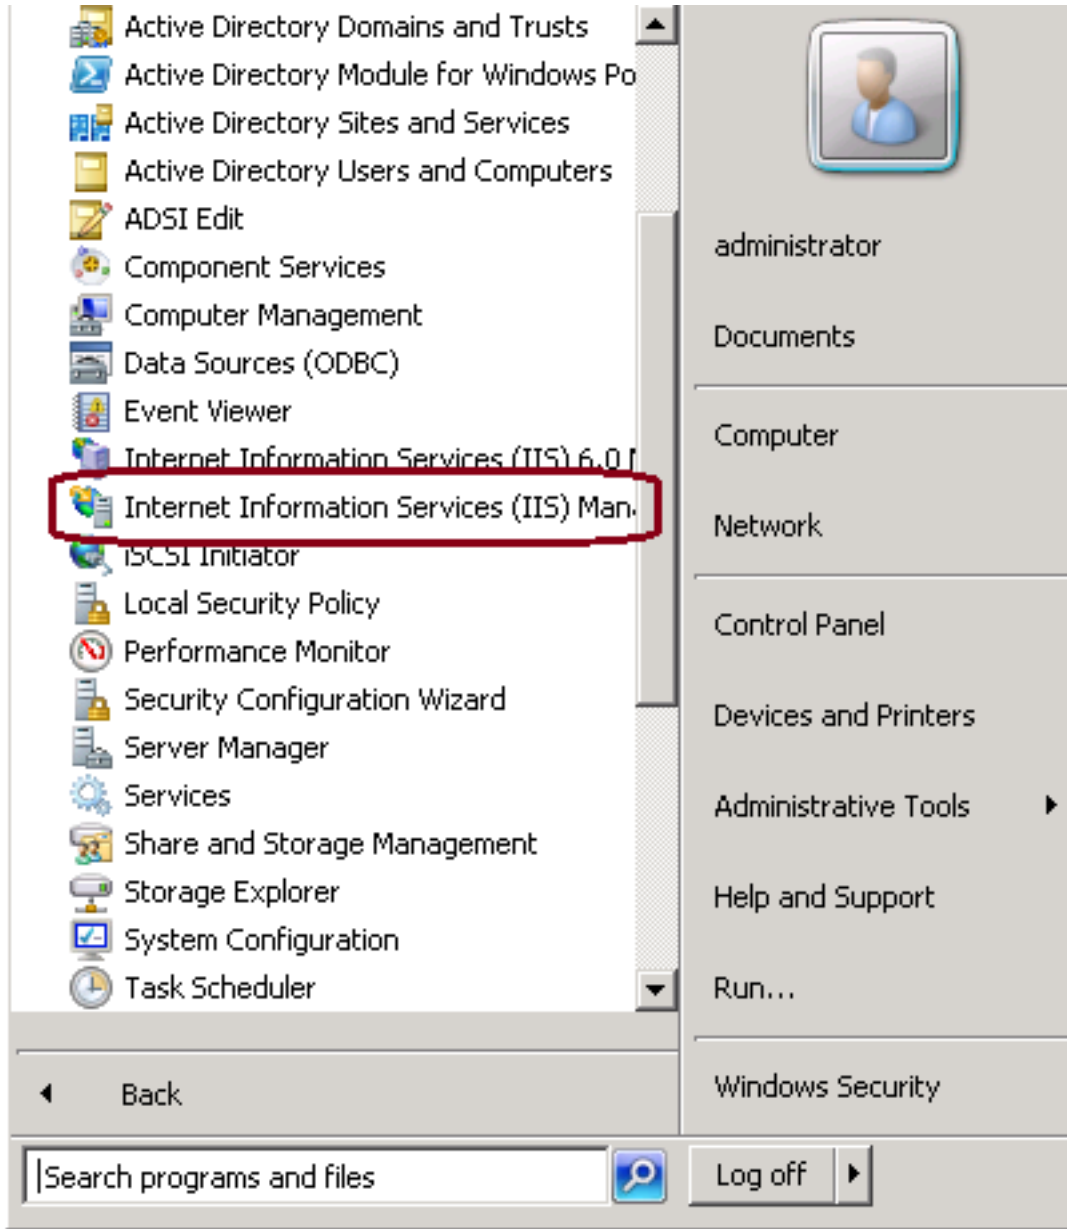 Active Directory Domains and Trusts
Active Directory Module for Windows Po
Active Directory Sites and Services
Active Directory Users and Computers
ADSI Edit
Component Services
Computer Management
Data Sources (ODBC)
Event Viewer
Internet Information Services (IIS) 6.0
Internet Information Services (IIS) Man
iSCSI Initiator
Local Security Policy
Performance Monitor
Security Configuration Wizard
Server Manager
Services
Share and Storage Management
Storage Explorer
System Configuration
Task Scheduler
Back
Search programs and files
administrator
Documents
Computer
Network
Control Panel
Devices and Printers
Administrative Tools
Help and Support
Run...
Windows Security
Log off